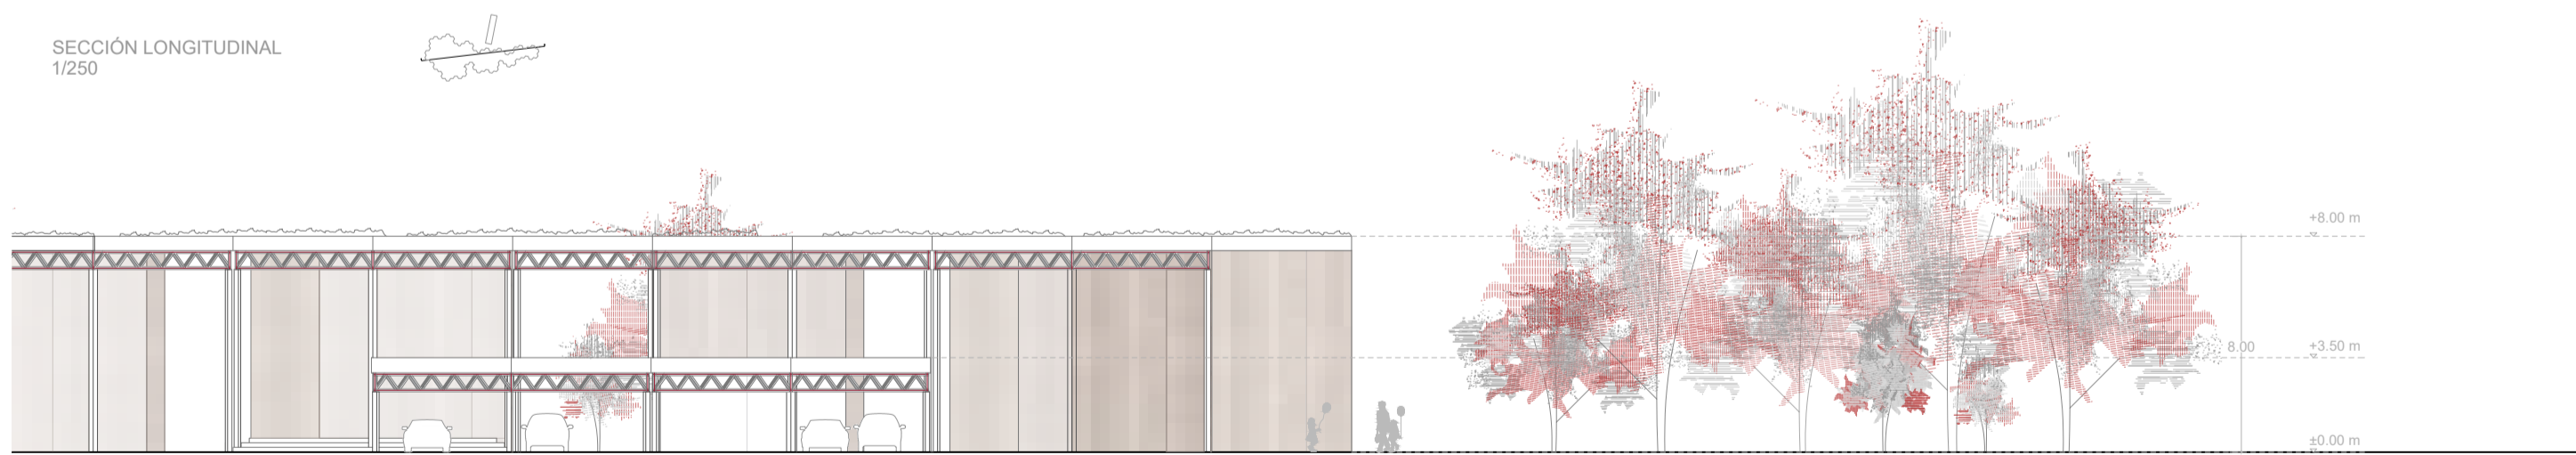 SECCIÓN LONGITUDINAL
1/250
+8.00 m
8.00
+3.50 m
±0.00 m